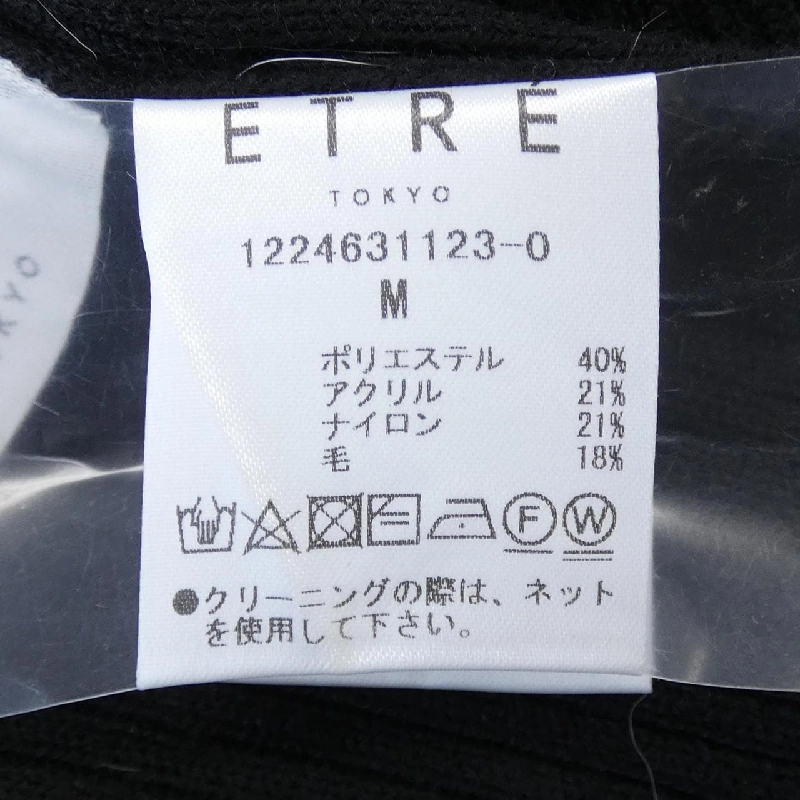 ETRÉ
TOKYO
1224631123-0
M
ポリエステル 40%
アクリル 21%
ナイロン 21%
毛 18%
F W
●クリーニングの際は、ネット
を使用して下さい。
KYO